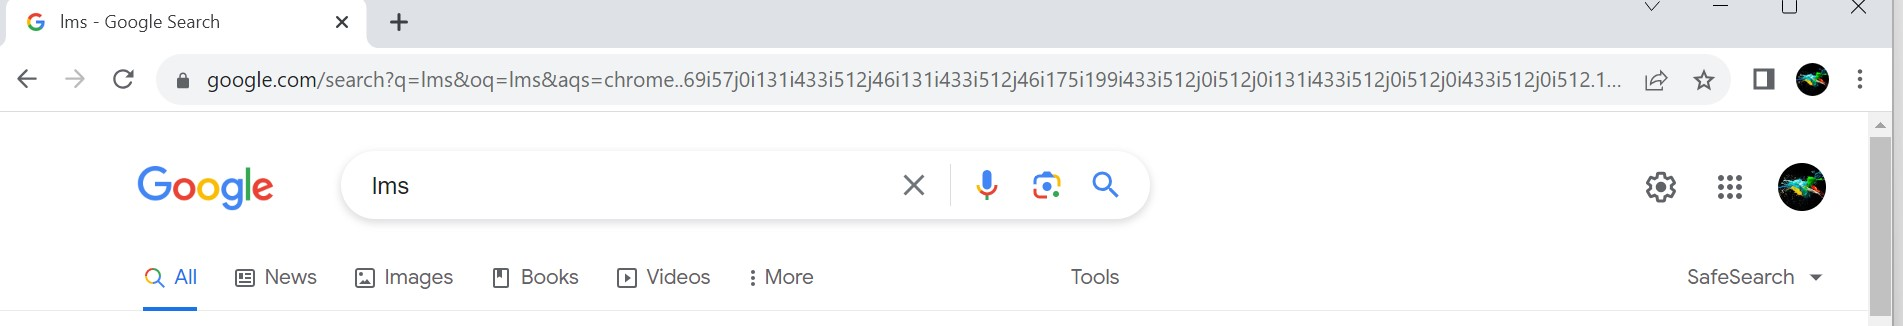 lms - Google Search
google.com/search?q=lms&oq=lms&aqs=chrome..69i57j0i131i433i512j46i131i433i512j46i175i199i433i512j0i512j0i131i433i512j0i512j0i433i512j0i512.1...
Google lms
All News Images Books Videos More Tools SafeSearch